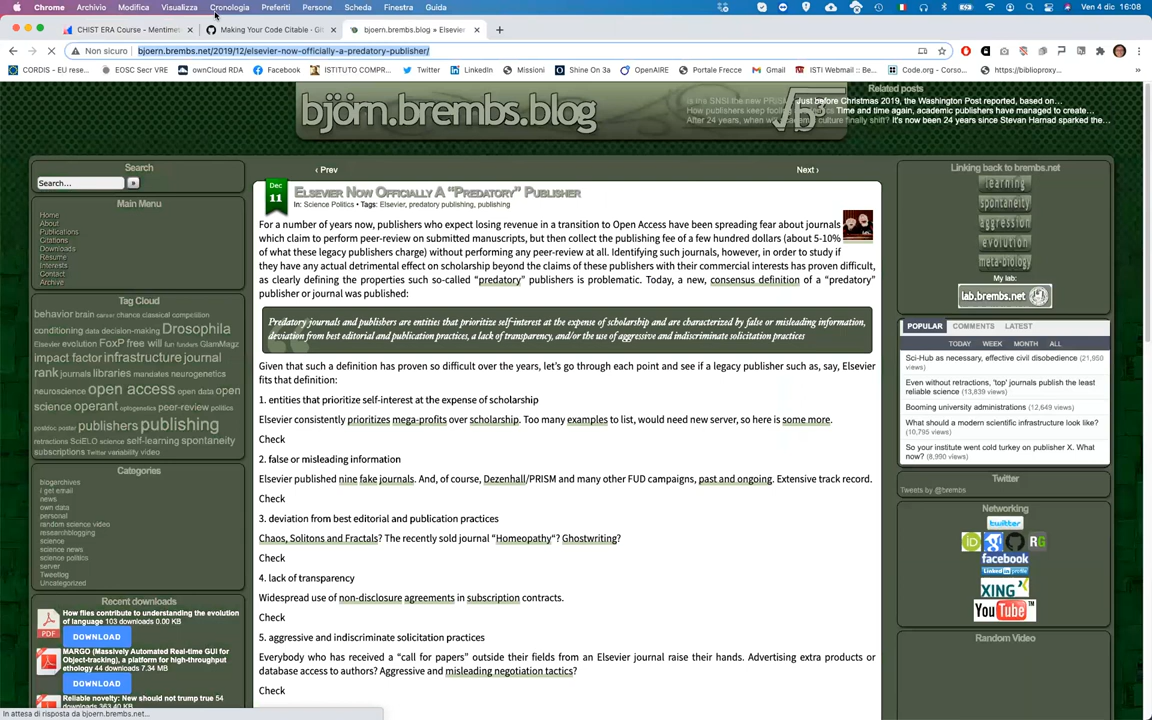 Chrome Archivio Modifica Visualizza Cronologia Preferiti Persone Scheda Finestra Guida
Ven 4 dic 16:08
CHIST ERA Course - Mentimet × Making Your Code Citable · Gi × bjoern.brembs.blog » Elsevier ×
Non sicuro bjoern.brembs.net/2019/12/elsevier-now-officially-a-predatory-publisher/
CORDIS - EU rese... EOSC Secr VRE ownCloud RDA Facebook ISTITUTO COMPR... Twitter LinkedIn Missioni Shine On 3a OpenAIRE Portale Frecce Gmail ISTI Webmail :: Be... Code.org - Corso... https://biblioproxy...
björn.brembs.blog
Related posts
Just before Christmas 2019, the Washington Post reported, based on...
How publishers keep Time and time again, academic publishers have managed to create...
After 24 years, when culture finally shift? It's now been 24 years since Stevan Harnad sparked the...
Search
Search... »
Main Menu
Home
About
Publications
Citations
Downloads
Resume
Interests
Contact
Archive
Tag Cloud
behavior brain career chance classical competition
conditioning data decision-making Drosophila
Elsevier evolution FoxP free will fun funders GlamMagz
impact factor infrastructure journal
rank journals libraries mandates neurogenetics
neuroscience open access open data open
science operant optogenetics peer-review politics
postdoc poster publishers publishing
retractions SciELO science self-learning spontaneity
subscriptions Twitter variability video
Categories
blogarchives
I get email
news
own data
personal
random science video
researchblogging
science
science news
science politics
server
Tweetlog
Uncategorized
Recent downloads
PDF
How flies contribute to understanding the evolution
of language 103 downloads 0.00 KB
DOWNLOAD
MARGO (Massively Automated Real-time GUI for
Object-tracking), a platform for high-throughput
ethology 44 downloads 7.34 MB
DOWNLOAD
Reliable novelty: New should not trump true 54
downloads 363.40 KB
In attesa di risposta da bjoern.brembs.net...
‹ Prev
Next ›
Dec
11
Elsevier Now Officially A “Predatory” Publisher
In: Science Politics • Tags: Elsevier, predatory publishing, publishing
For a number of years now, publishers who expect losing revenue in a transition to Open Access have been spreading fear about journals
which claim to perform peer-review on submitted manuscripts, but then collect the publishing fee of a few hundred dollars (about 5-10%
of what these legacy publishers charge) without performing any peer-review at all. Identifying such journals, however, in order to study if
they have any actual detrimental effect on scholarship beyond the claims of these publishers with their commercial interests has proven difficult,
as clearly defining the properties such so-called “predatory” publishers is problematic. Today, a new, consensus definition of a “predatory”
publisher or journal was published:
Predatory journals and publishers are entities that prioritize self-interest at the expense of scholarship and are characterized by false or misleading information,
deviation from best editorial and publication practices, a lack of transparency, and/or the use of aggressive and indiscriminate solicitation practices
Given that such a definition has proven so difficult over the years, let’s go through each point and see if a legacy publisher such as, say, Elsevier
fits that definition:
1. entities that prioritize self-interest at the expense of scholarship
Elsevier consistently prioritizes mega-profits over scholarship. Too many examples to list, would need new server, so here is some more.
Check
2. false or misleading information
Elsevier published nine fake journals. And, of course, Dezenhall/PRISM and many other FUD campaigns, past and ongoing. Extensive track record.
Check
3. deviation from best editorial and publication practices
Chaos, Solitons and Fractals? The recently sold journal “Homeopathy”? Ghostwriting?
Check
4. lack of transparency
Widespread use of non-disclosure agreements in subscription contracts.
Check
5. aggressive and indiscriminate solicitation practices
Everybody who has received a “call for papers” outside their fields from an Elsevier journal raise their hands. Advertising extra products or
database access to authors? Aggressive and misleading negotiation tactics?
Check
Linking back to brembs.net
learning
spontaneity
aggression
evolution
meta-biology
My lab:
lab.brembs.net
POPULAR COMMENTS LATEST
TODAY WEEK MONTH ALL
Sci-Hub as necessary, effective civil disobedience (21,950
views)
Even without retractions, 'top' journals publish the least
reliable science (13,839 views)
Booming university administrations (12,649 views)
What should a modern scientific infrastructure look like?
(10,795 views)
So your institute went cold turkey on publisher X. What
now? (8,990 views)
Twitter
Tweets by @brembs
Networking
twitter
iD g RG
facebook
LinkedIn profile
XING
YouTube
Random Video